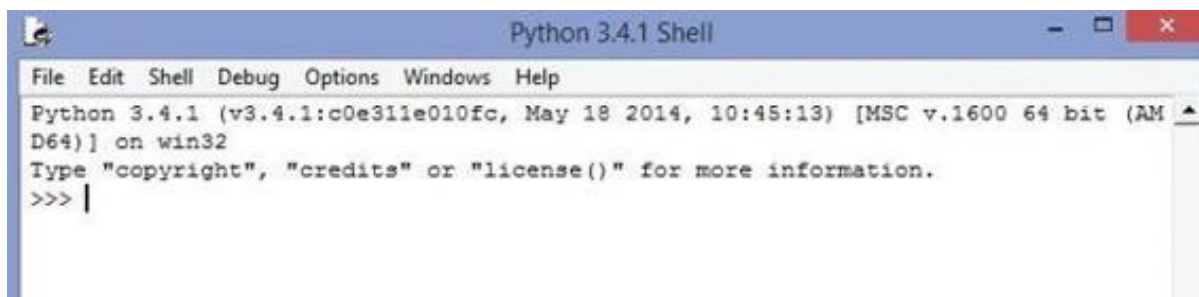 Python 3.4.1 Shell
File Edit Shell Debug Options Windows Help
Python 3.4.1 (v3.4.1:c0e311e010fc, May 18 2014, 10:45:13) [MSC v.1600 64 bit (AM
D64)] on win32
Type "copyright", "credits" or "license()" for more information.
>>>